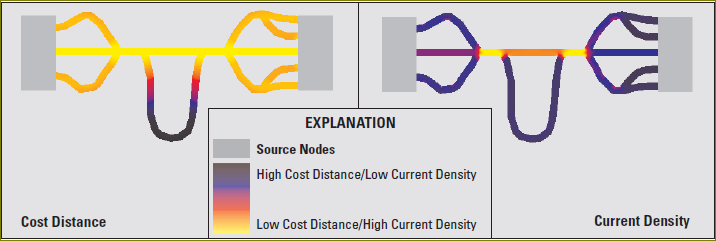 EXPLANATION
Source Nodes
High Cost Distance/Low Current Density
Low Cost Distance/High Current Density
Cost Distance
Current Density